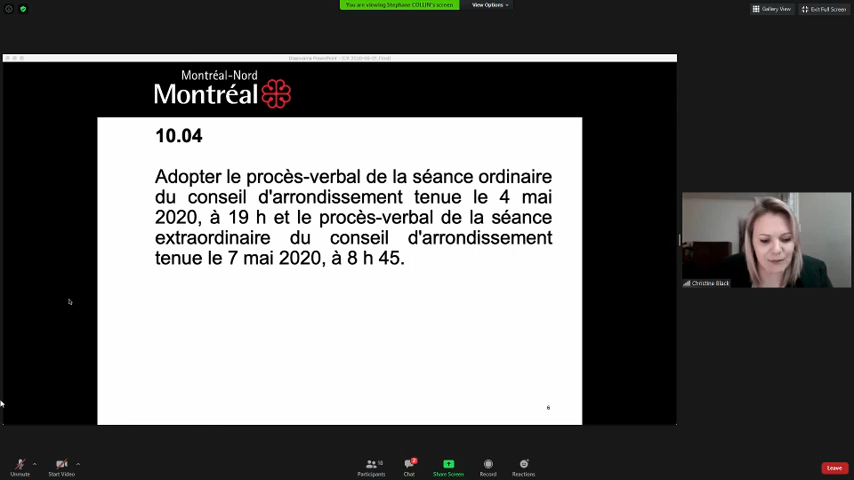 You are viewing Stephane COLLIN's screen
View Options
Gallery View
Exit Full Screen
Montréal-Nord
Montréal
10.04
Adopter le procès-verbal de la séance ordinaire
du conseil d'arrondissement tenue le 4 mai
2020, à 19 h et le procès-verbal de la séance
extraordinaire du conseil d'arrondissement
tenue le 7 mai 2020, à 8 h 45.
6
Christine Black
Unmute
Start Video
Participants
18
Chat
2
Share Screen
Record
Reactions
Leave